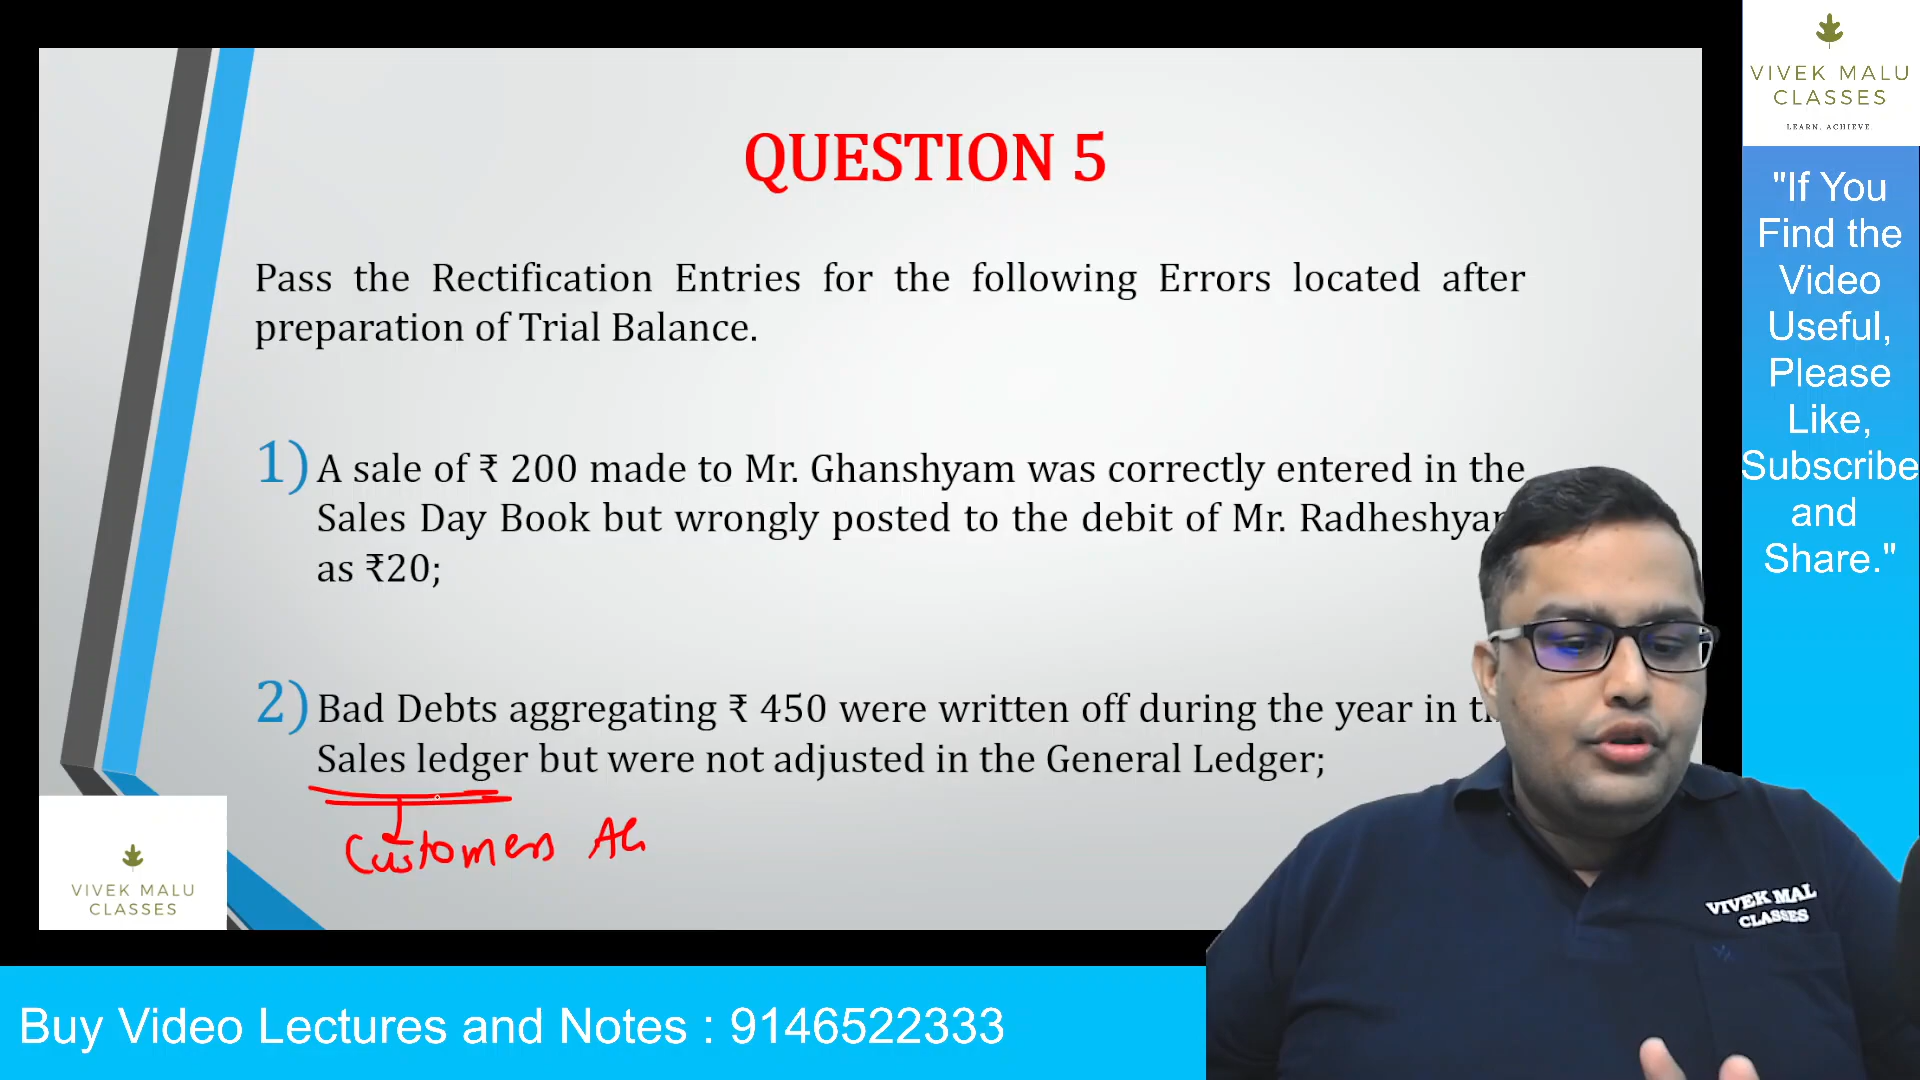 QUESTION 5
Pass the Rectification Entries for the following Errors located after
preparation of Trial Balance.
1) A sale of ₹ 200 made to Mr. Ghanshyam was correctly entered in the
Sales Day Book but wrongly posted to the debit of Mr.
as ₹20;
2) Bad Debts aggregating ₹ 450 were written off during the year in
Sales ledger but were not adjusted in the General Ledger;
Customers
VIVEK MALU
CLASSES
Buy Video Lectures and Notes : 9146522333
VIVEK MALU
CLASSES
LEARN. ACHIEVE.
"If You
Find the
Video
Useful,
Please
Like,
Subscribe
and
Share."
VIVEK MAL
CLASSES